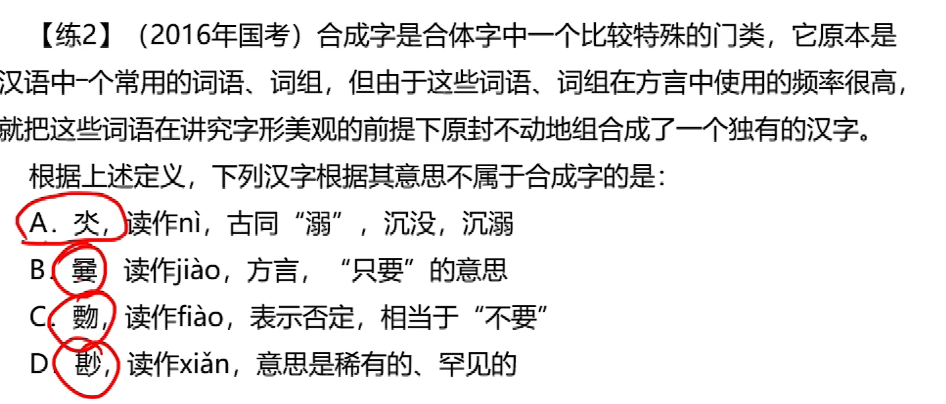 【练2】（2016年国考）合成字是合体字中一个比较特殊的门类，它原本是
汉语中一个常用的词语、词组，但由于这些词语、词组在方言中使用的频率很高，
就把这些词语在讲究字形美观的前提下原封不动地组合成了一个独有的汉字。
根据上述定义，下列汉字根据其意思不属于合成字的是：
A．氼，读作nì，古同“溺”，沉没，沉溺
B．嘦 读作jiào，方言，“只要”的意思
C．覅，读作fiào，表示否定，相当于“不要”
D．尠，读作xiǎn，意思是稀有的、罕见的